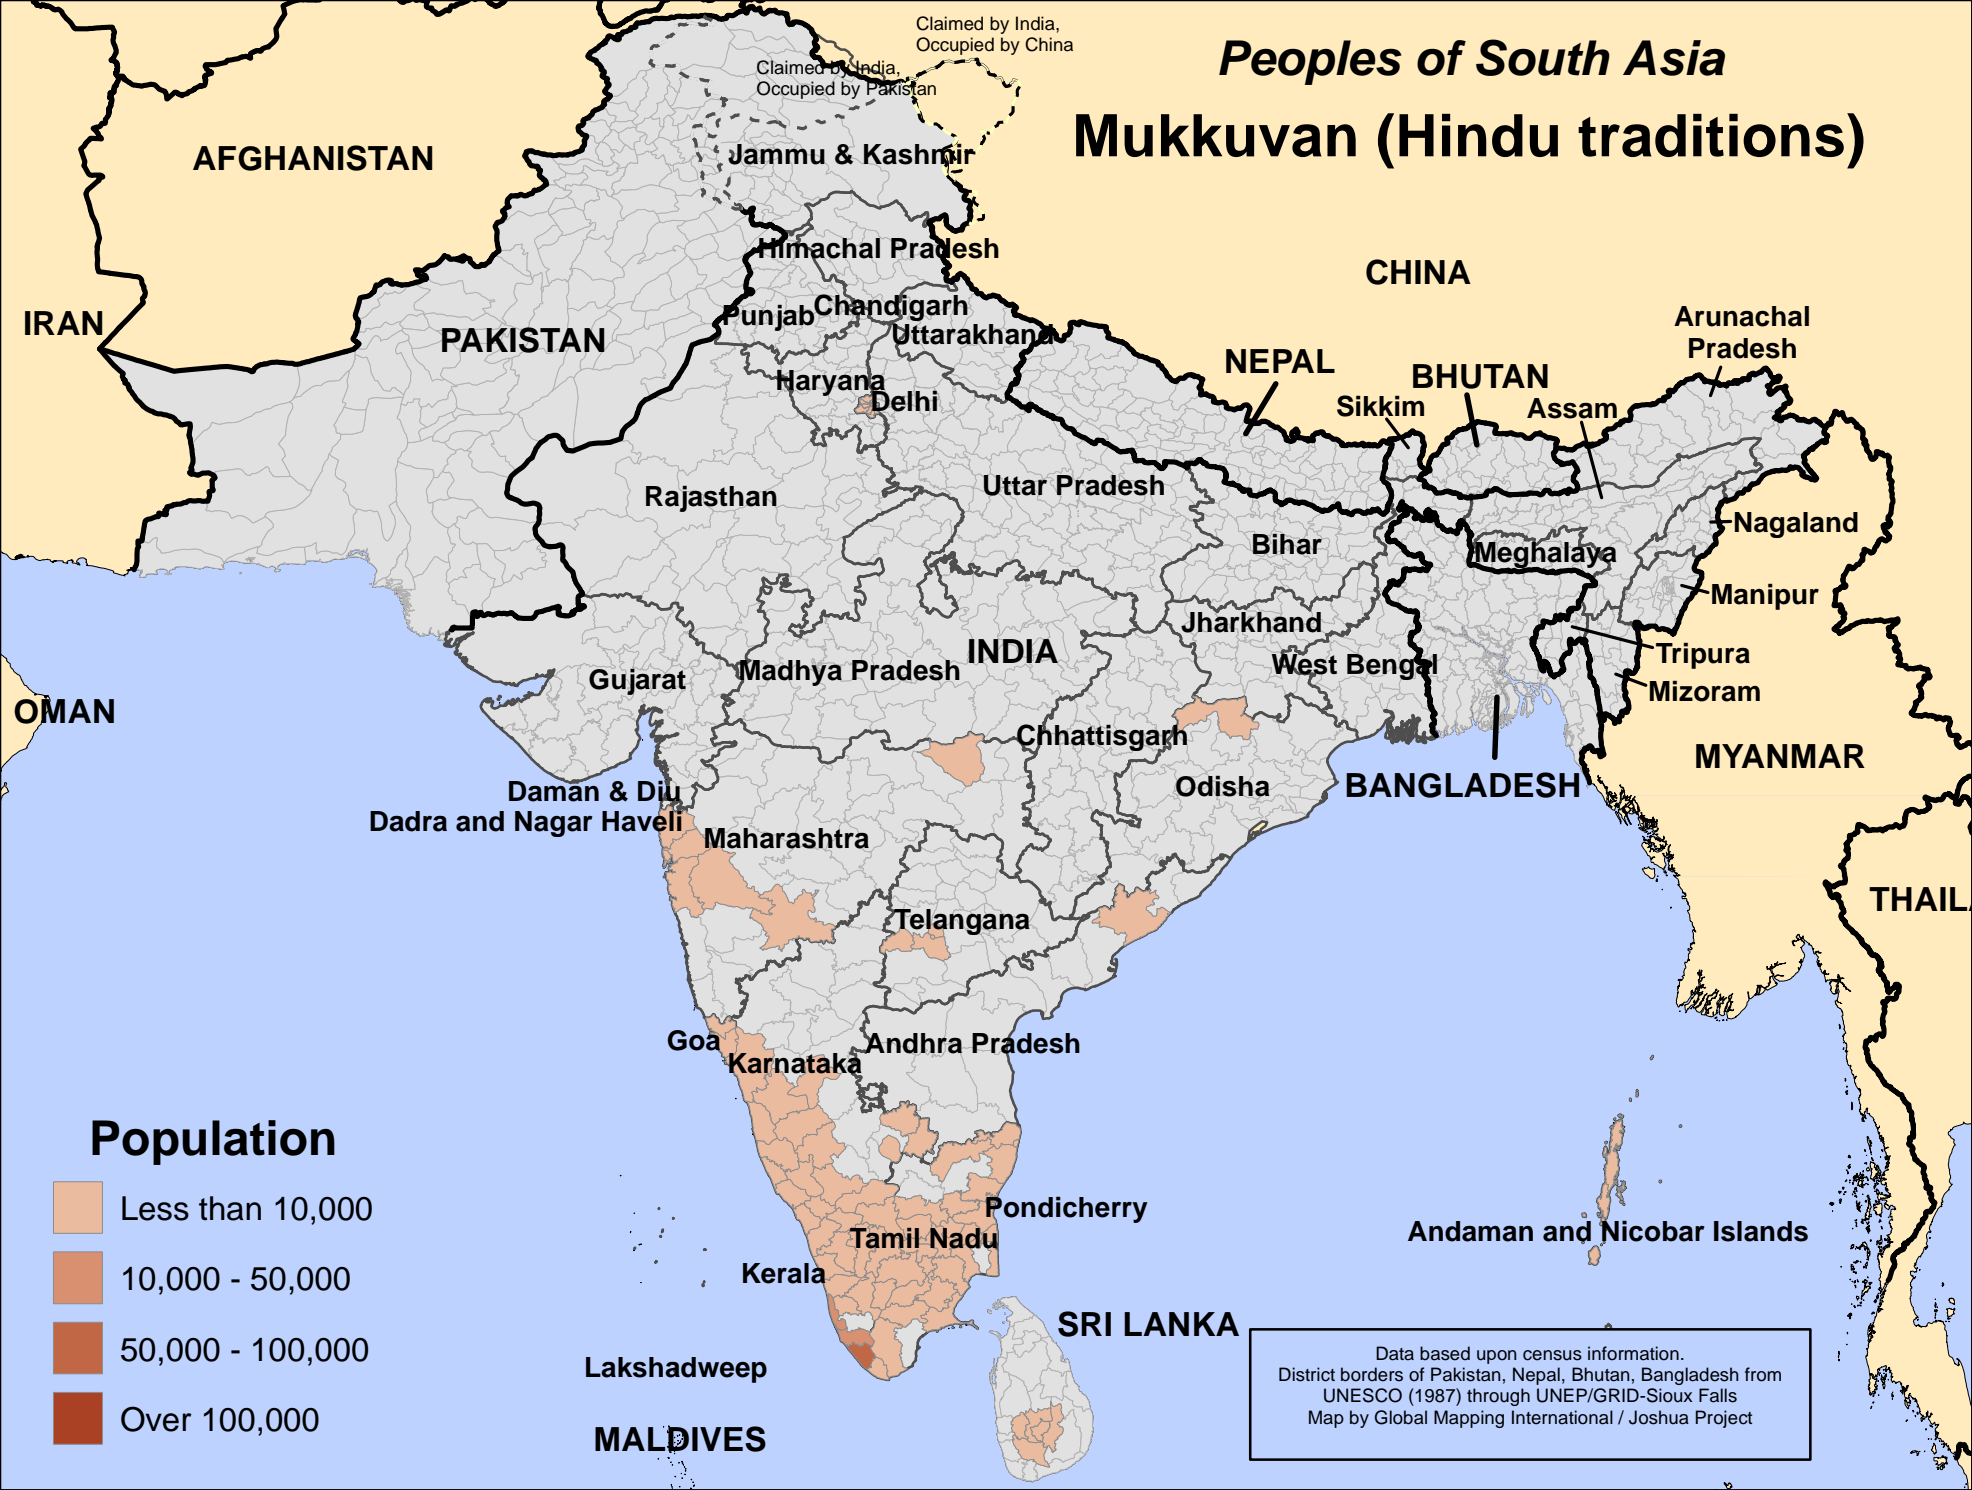 Claimed by India,
Occupied by China
Peoples of South Asia
Mukkuvan (Hindu traditions)
Claimed by India,
Occupied by Pakistan
AFGHANISTAN
Jammu & Kashmir
Himachal Pradesh
CHINA
IRAN
PAKISTAN
Punjab
Chandigarh
Uttarakhand
Arunachal
Pradesh
NEPAL
BHUTAN
Haryana
Delhi
Sikkim
Assam
Rajasthan
Uttar Pradesh
Nagaland
Bihar
Meghalaya
Manipur
Jharkhand
INDIA
Tripura
Gujarat
Madhya Pradesh
West Bengal
Mizoram
OMAN
Chhattisgarh
MYANMAR
Odisha
BANGLADESH
Daman & Diu
Dadra and Nagar Haveli
Maharashtra
THAILA
Telangana
Goa
Karnataka
Andhra Pradesh
Population
Less than 10,000
10,000 - 50,000
50,000 - 100,000
Over 100,000
Pondicherry
Tamil Nadu
Andaman and Nicobar Islands
Kerala
SRI LANKA
Lakshadweep
MALDIVES
Data based upon census information.
District borders of Pakistan, Nepal, Bhutan, Bangladesh from
UNESCO (1987) through UNEP/GRID-Sioux Falls
Map by Global Mapping International / Joshua Project